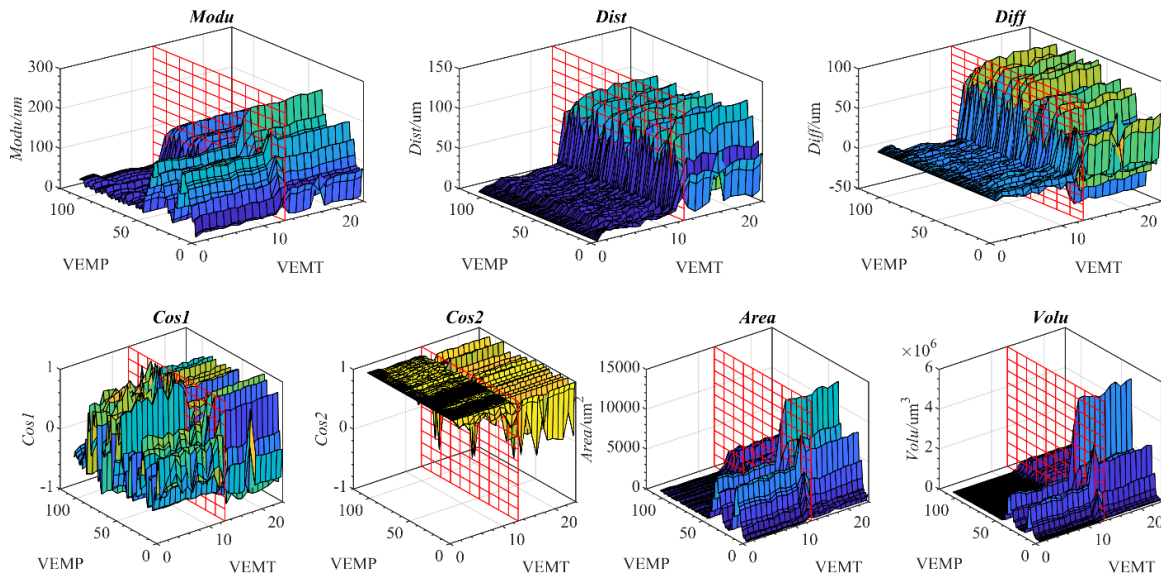 Modu
300
200
100
0
Modu/um
100
50
0
VEMP
0
10
20
VEMT
Dist
150
100
50
0
Dist/um
100
50
0
VEMP
0
10
20
VEMT
Diff
100
50
0
-50
Diff/um
100
50
0
VEMP
0
10
20
VEMT
Cos1
1
0
-1
Cos1
100
50
0
VEMP
0
10
20
VEMT
Cos2
1
0
-1
Cos2
100
50
0
VEMP
0
10
20
VEMT
Area
15000
10000
5000
0
Area/um²
100
50
0
VEMP
0
10
20
VEMT
Volu
×10⁶
6
4
2
0
Volu/um³
100
50
0
VEMP
0
10
20
VEMT